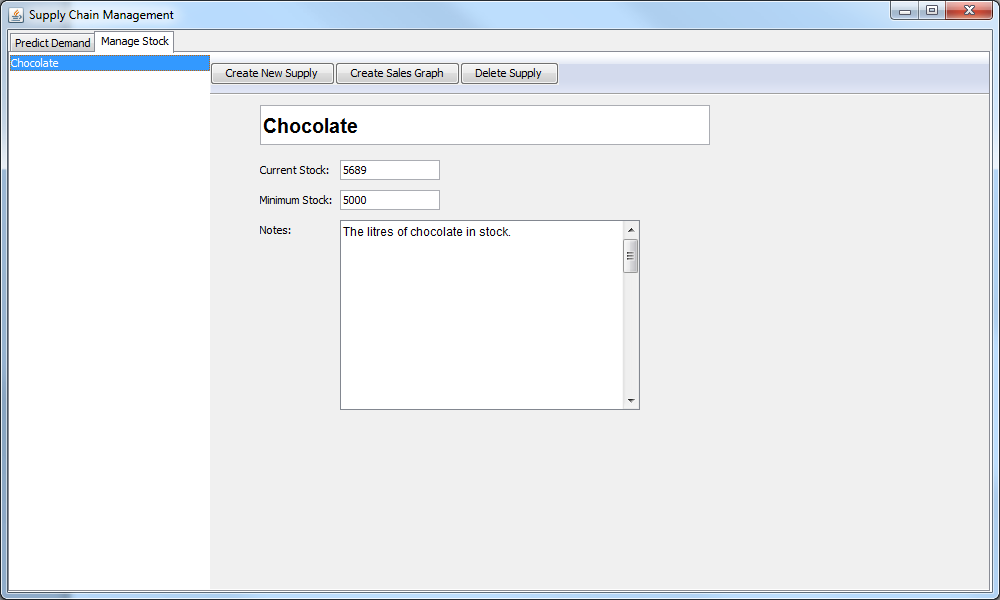 Supply Chain Management
Predict Demand Manage Stock
Chocolate
Create New Supply Create Sales Graph Delete Supply
Chocolate
Current Stock: 5689
Minimum Stock: 5000
Notes: The litres of chocolate in stock.